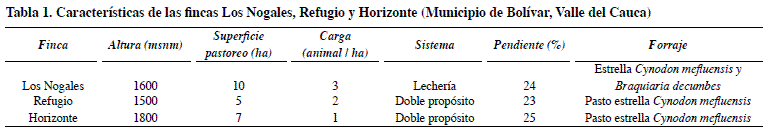 Tabla 1. Características de las fincas Los Nogales, Refugio y Horizonte (Municipio de Bolívar, Valle del Cauca)
Finca Altura (msnm) Superficie pastoreo (ha) Carga (animal / ha) Sistema Pendiente (%) Forraje
Los Nogales 1600 10 3 Lechería 24 Estrella Cynodon mefluensis y Braquiaria decumbes
Refugio 1500 5 2 Doble propósito 23 Pasto estrella Cynodon mefluensis
Horizonte 1800 7 1 Doble propósito 25 Pasto estrella Cynodon mefluensis